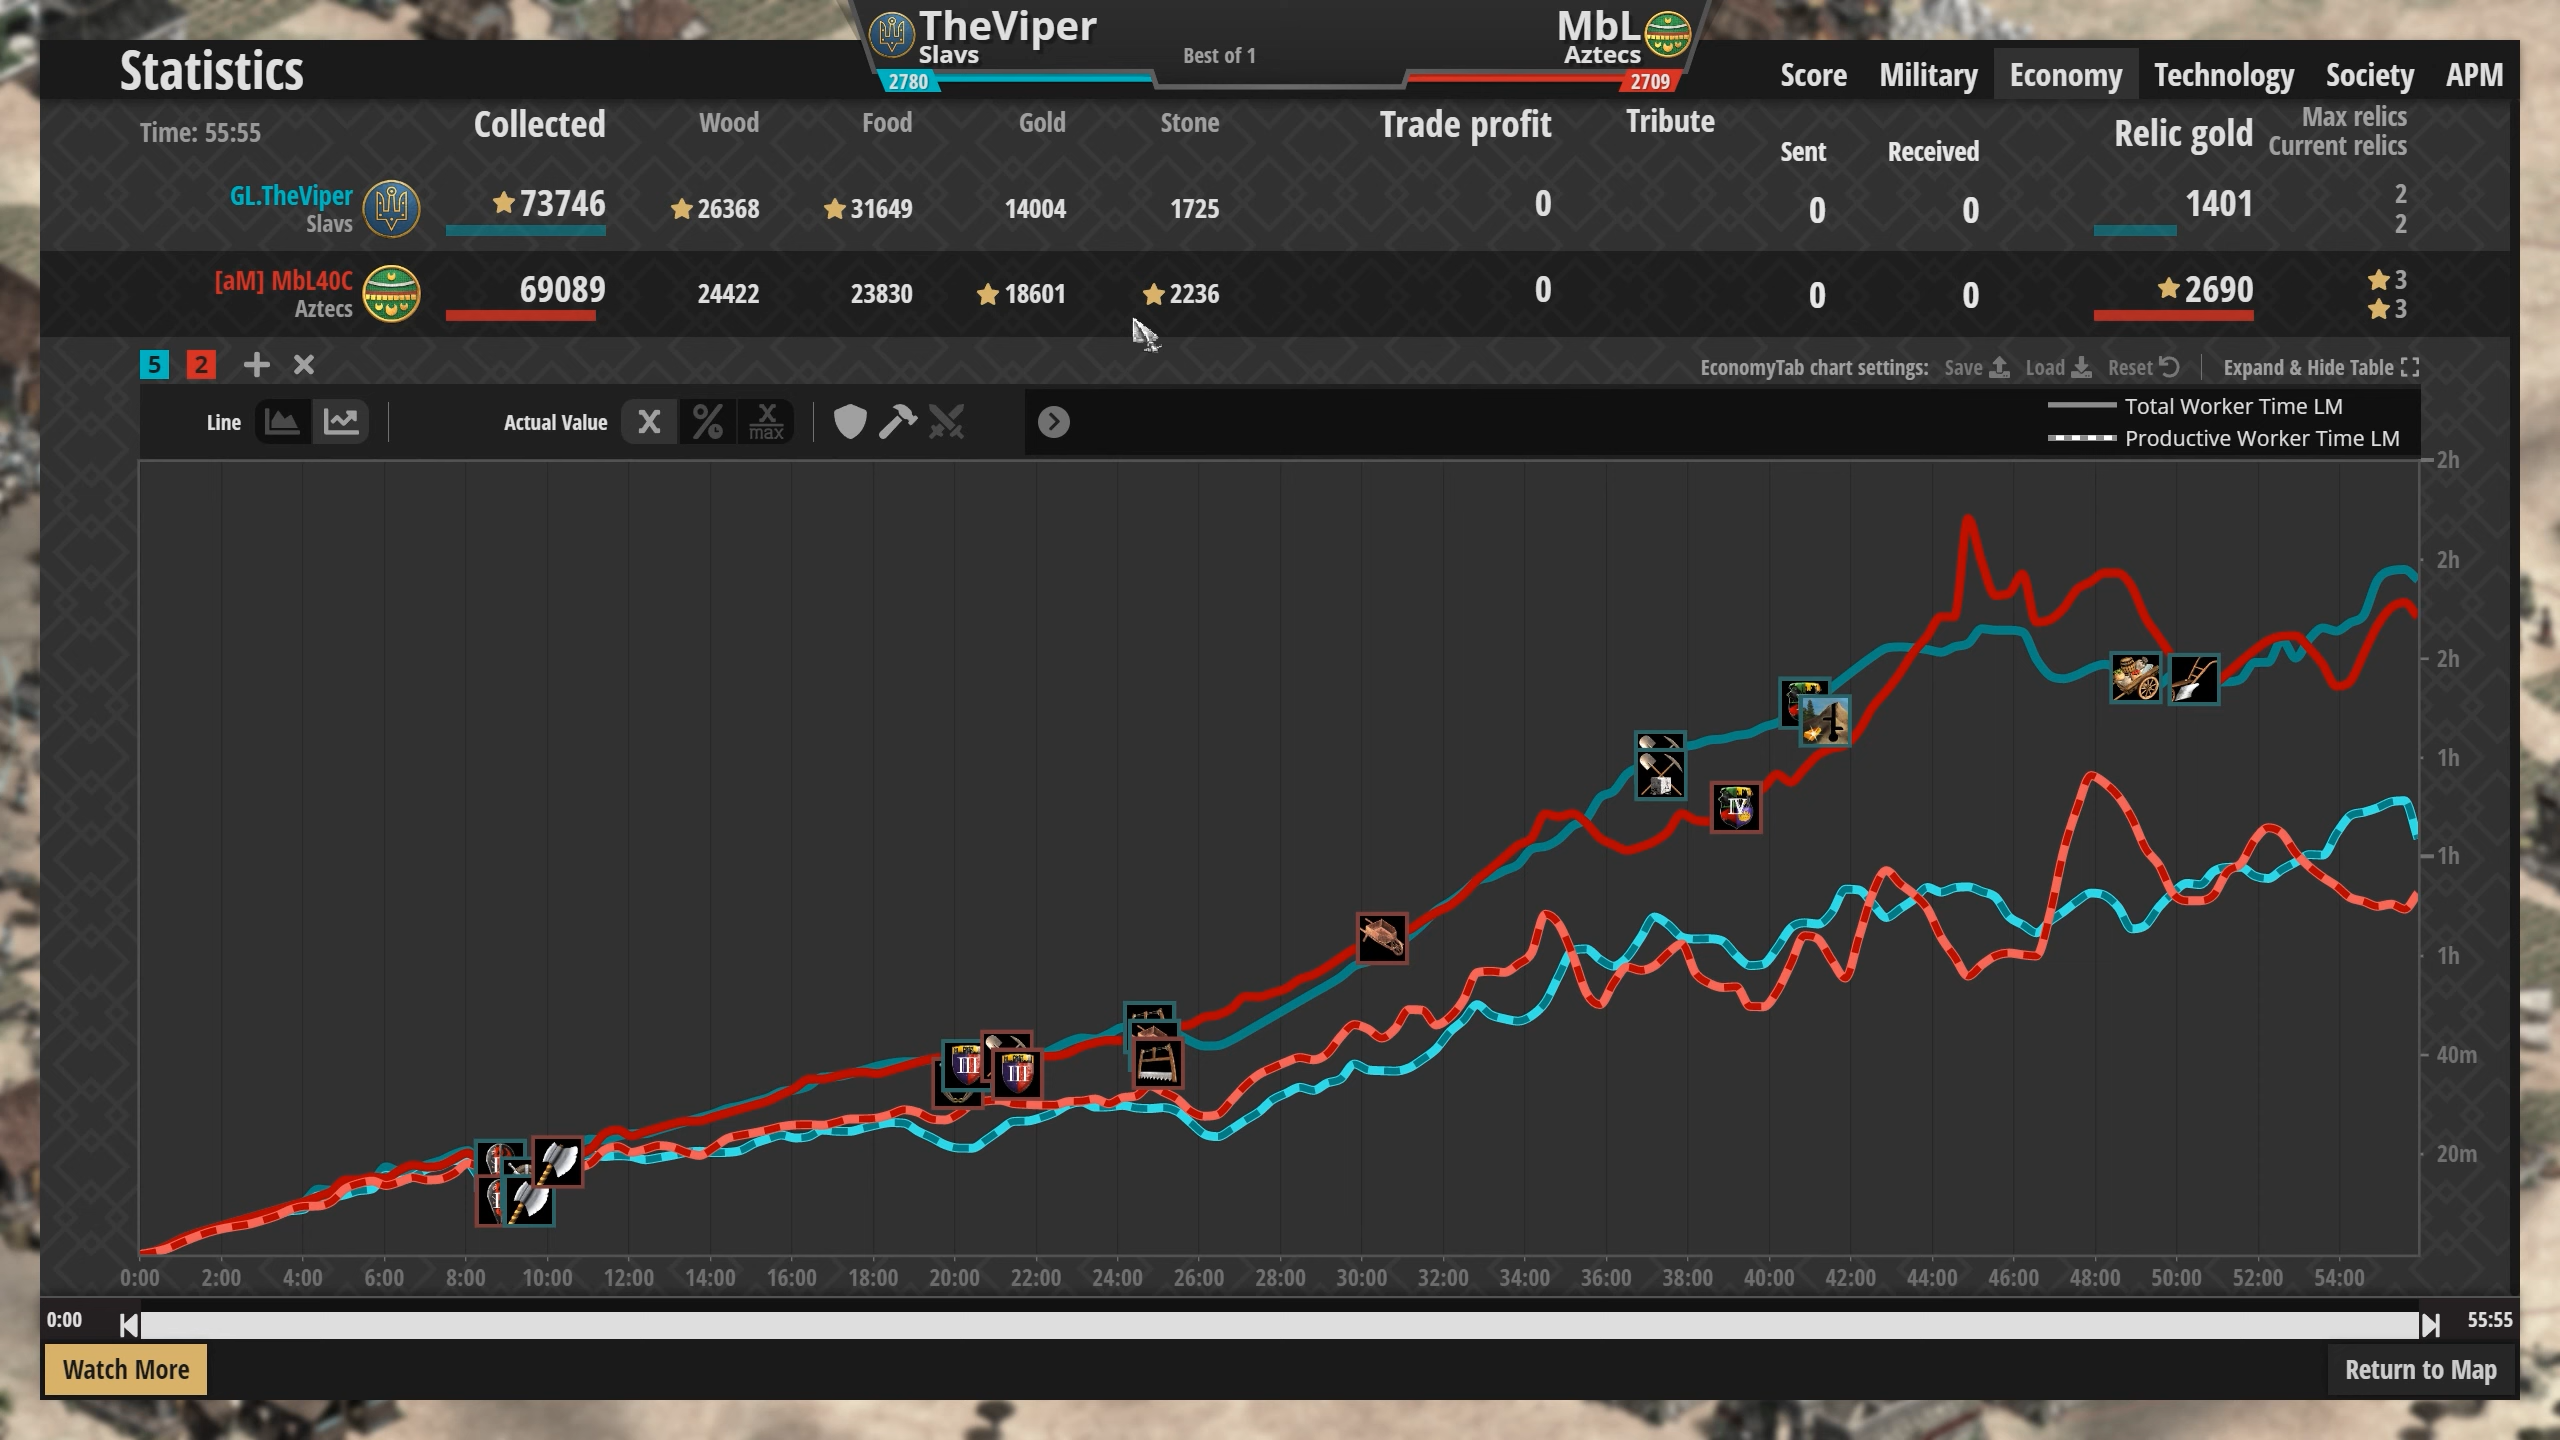 TheViper
Slavs
2780
Best of 1
MbL
Aztecs
2709
Statistics
Score
Military
Economy
Technology
Society
APM
Time: 55:55
Collected
Wood
Food
Gold
Stone
Trade profit
Tribute
Sent
Received
Relic gold
Max relics
Current relics
GL.TheViper
Slavs
73746
26368
31649
14004
1725
0
0
0
1401
2
2
[aM] MbL40C
Aztecs
69089
24422
23830
18601
2236
0
0
0
2690
3
3
5
2
EconomyTab chart settings:
Save
Load
Reset
Expand & Hide Table
Line
Actual Value
X
%
X
max
Total Worker Time LM
Productive Worker Time LM
2h
2h
2h
1h
1h
1h
40m
20m
III
III
IV
0:00
2:00
4:00
6:00
8:00
10:00
12:00
14:00
16:00
18:00
20:00
22:00
24:00
26:00
28:00
30:00
32:00
34:00
36:00
38:00
40:00
42:00
44:00
46:00
48:00
50:00
52:00
54:00
0:00
55:55
Watch More
Return to Map